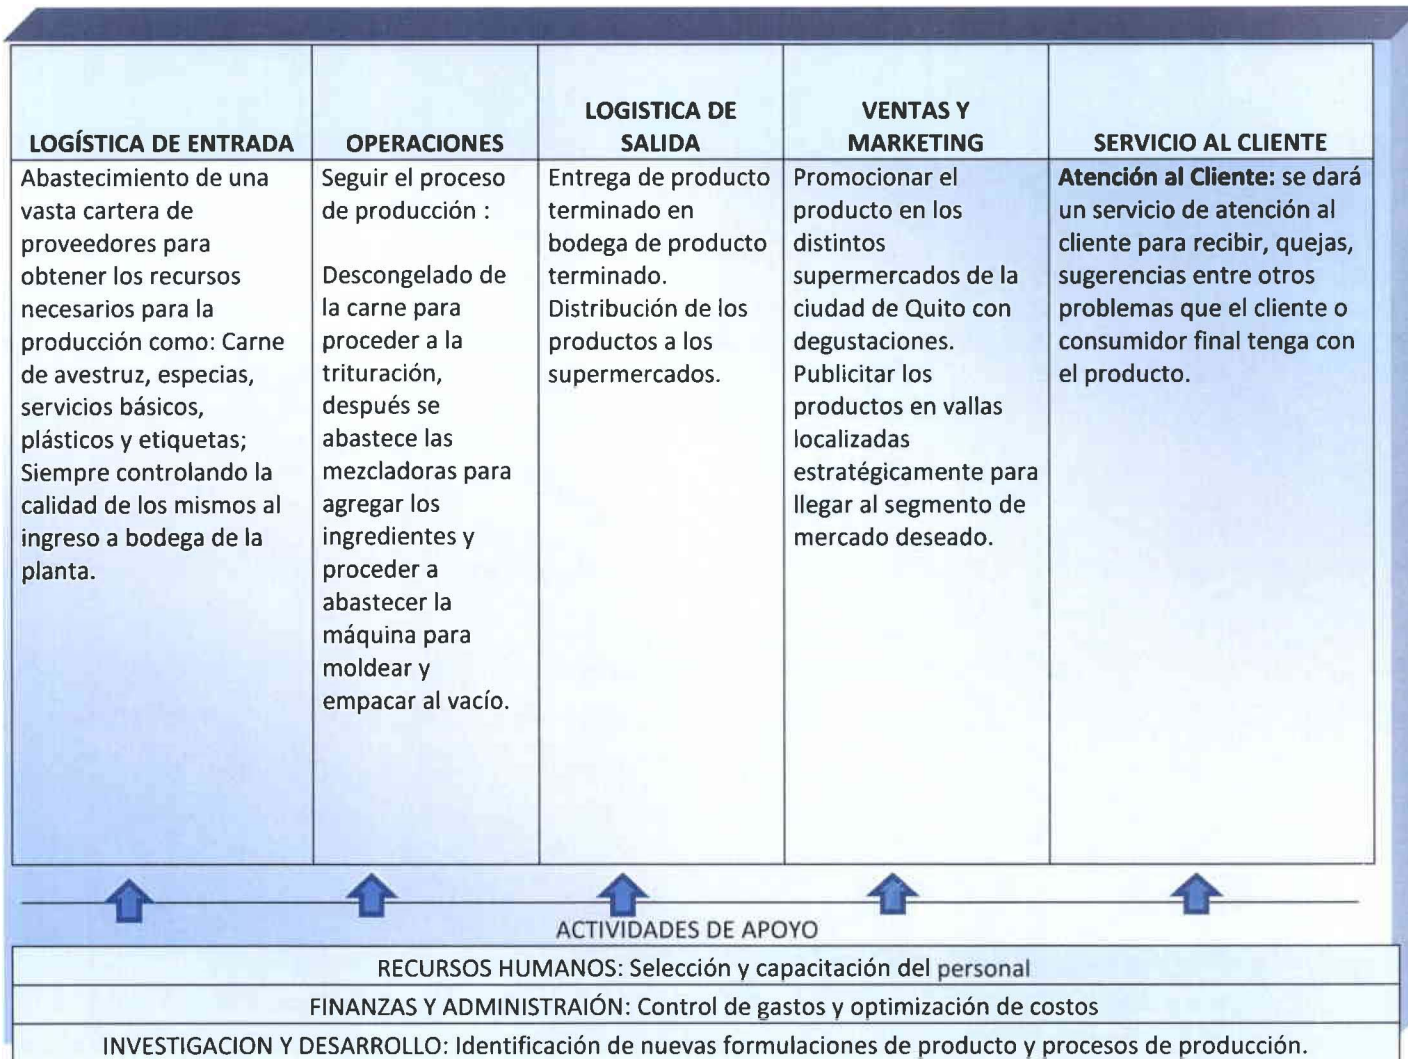 LOGÍSTICA DE ENTRADA
Abastecimiento de una
vasta cartera de
proveedores para
obtener los recursos
necesarios para la
producción como: Carne
de avestruz, especias,
servicios básicos,
plásticos y etiquetas;
Siempre controlando la
calidad de los mismos al
ingreso a bodega de la
planta.
OPERACIONES
Seguir el proceso
de producción :
Descongelado de
la carne para
proceder a la
trituración,
después se
abastece las
mezcladoras para
agregar los
ingredientes y
proceder a
abastecer la
máquina para
moldear y
empacar al vacío.
LOGISTICA DE
SALIDA
Entrega de producto
terminado en
bodega de producto
terminado.
Distribución de los
productos a los
supermercados.
VENTAS Y
MARKETING
Promocionar el
producto en los
distintos
supermercados de la
ciudad de Quito con
degustaciones.
Publicitar los
productos en vallas
localizadas
estratégicamente para
llegar al segmento de
mercado deseado.
SERVICIO AL CLIENTE
Atención al Cliente: se dará
un servicio de atención al
cliente para recibir, quejas,
sugerencias entre otros
problemas que el cliente o
consumidor final tenga con
el producto.
ACTIVIDADES DE APOYO
RECURSOS HUMANOS: Selección y capacitación del personal
FINANZAS Y ADMINISTRAIÓN: Control de gastos y optimización de costos
INVESTIGACION Y DESARROLLO: Identificación de nuevas formulaciones de producto y procesos de producción.